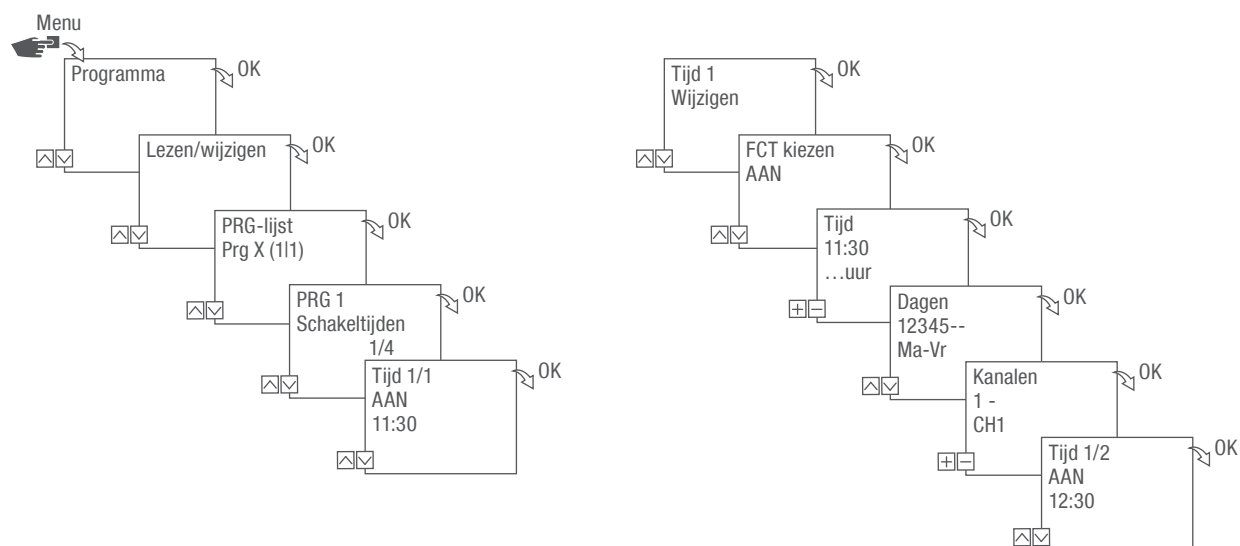 Menu
Programma
OK
Lezen/wijzigen
OK
PRG-lijst
Prg X (1|1)
OK
PRG 1
Schakeltijden
1/4
OK
Tijd 1/1
AAN
11:30
OK
Tijd 1
Wijzigen
OK
FCT kiezen
AAN
OK
Tijd
11:30
…uur
OK
Dagen
12345--
Ma-Vr
OK
Kanalen
1 -
CH1
OK
Tijd 1/2
AAN
12:30
OK